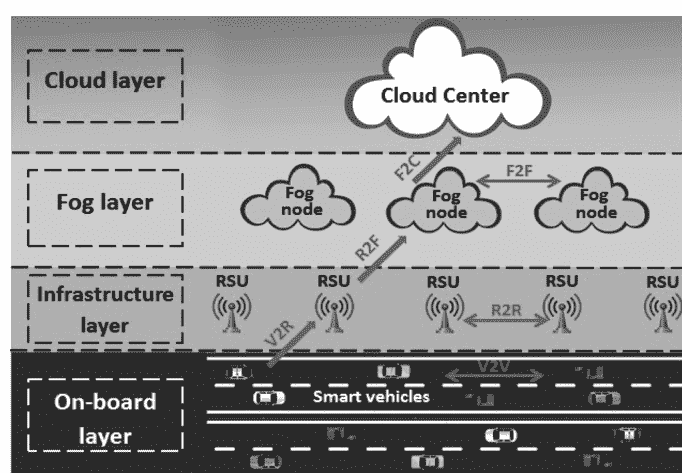 Cloud layer
Cloud Center
F2C
Fog layer
Fog
node
Fog
node
F2F
Fog
node
R2F
Infrastructure
layer
RSU
RSU
RSU
RSU
RSU
V2R
R2R
On-board
layer
V2V
Smart vehicles